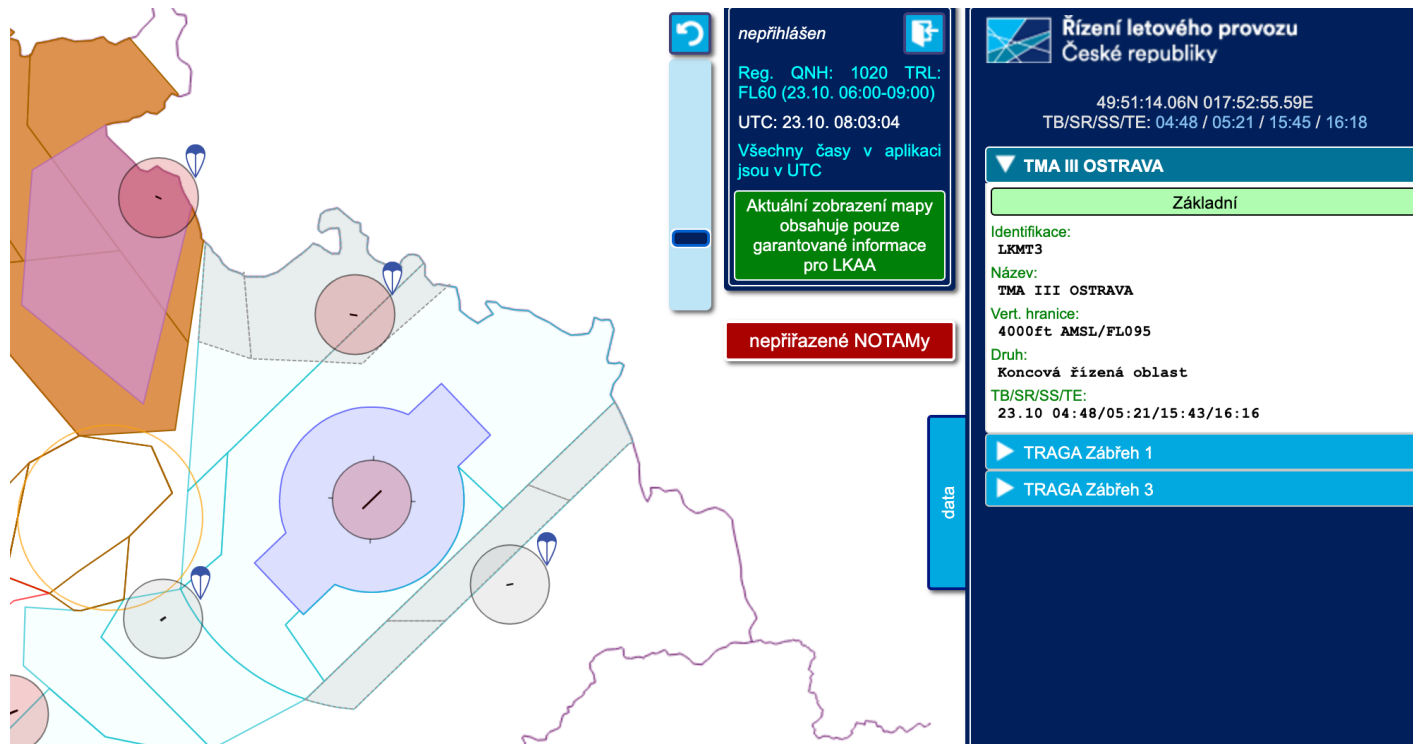 nepřihlášen
Reg. QNH: 1020 TRL:
FL60 (23.10. 06:00-09:00)
UTC: 23.10. 08:03:04
Všechny časy v aplikaci
jsou v UTC
Aktuální zobrazení mapy
obsahuje pouze
garantované informace
pro LKAA
nepřiřazené NOTAMy
data
Řízení letového provozu
České republiky
49:51:14.06N 017:52:55.59E
TB/SR/SS/TE: 04:48 / 05:21 / 15:45 / 16:18
TMA III OSTRAVA
Základní
Identifikace:
LKMT3
Název:
TMA III OSTRAVA
Vert. hranice:
4000ft AMSL/FL095
Druh:
Koncová řízená oblast
TB/SR/SS/TE:
23.10 04:48/05:21/15:43/16:16
TRAGA Zábřeh 1
TRAGA Zábřeh 3